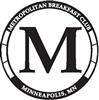 METROPOLITAN BREAKFAST CLUB
M
MINNEAPOLIS, MN